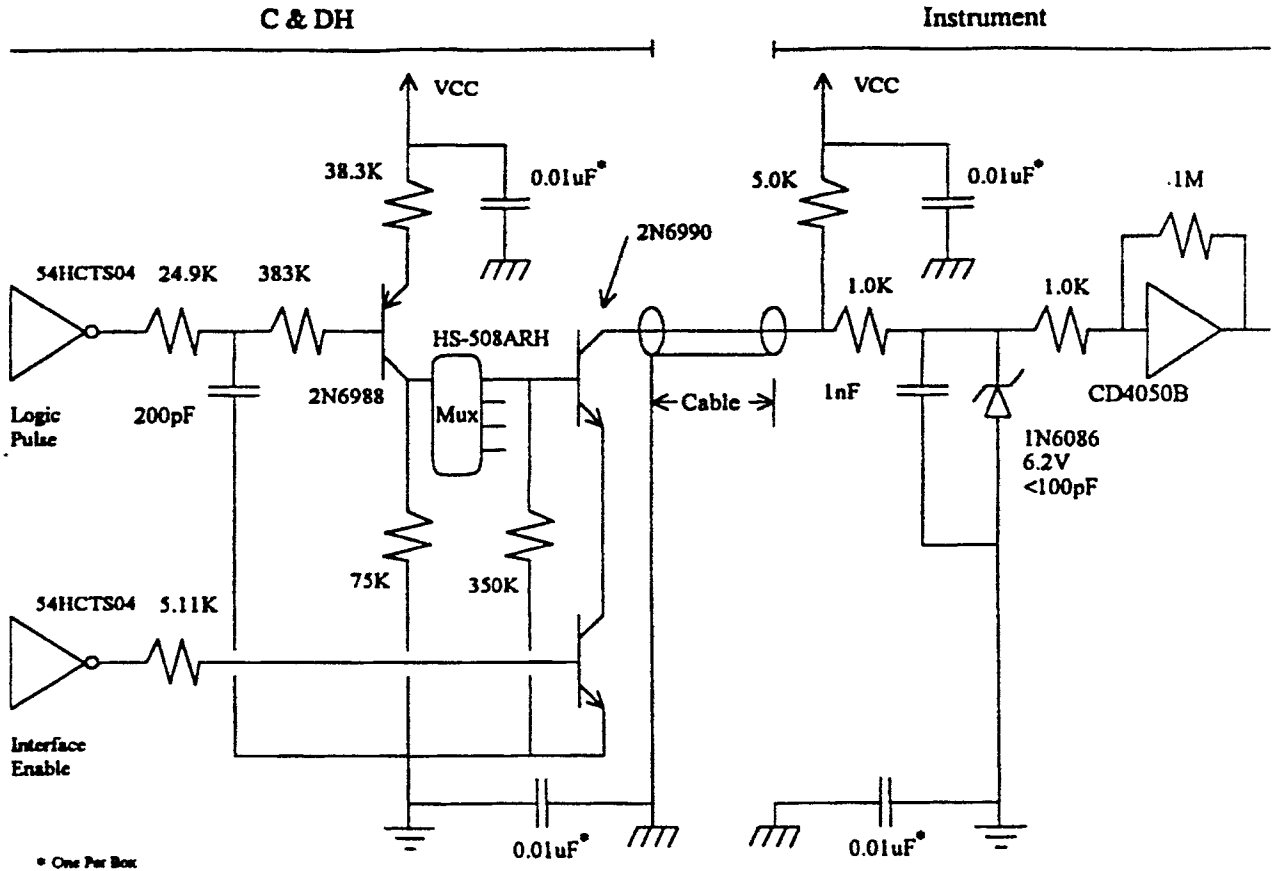 C & DH
Instrument
VCC
VCC
38.3K
0.01uF*
5.0K
0.01uF*
.1M
2N6990
54HCTS04
24.9K
383K
1.0K
1.0K
HS-508ARH
Logic
Pulse
200pF
2N6988
Mux
Cable
1nF
CD4050B
1N6086
6.2V
<100pF
75K
350K
54HCTS04
5.11K
Interface
Enable
0.01uF*
0.01uF*
* One Per Box